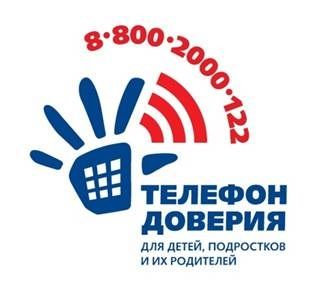 8·800·2000·122
ТЕЛЕФОН
ДОВЕРИЯ
ДЛЯ ДЕТЕЙ, ПОДРОСТКОВ
И ИХ РОДИТЕЛЕЙ